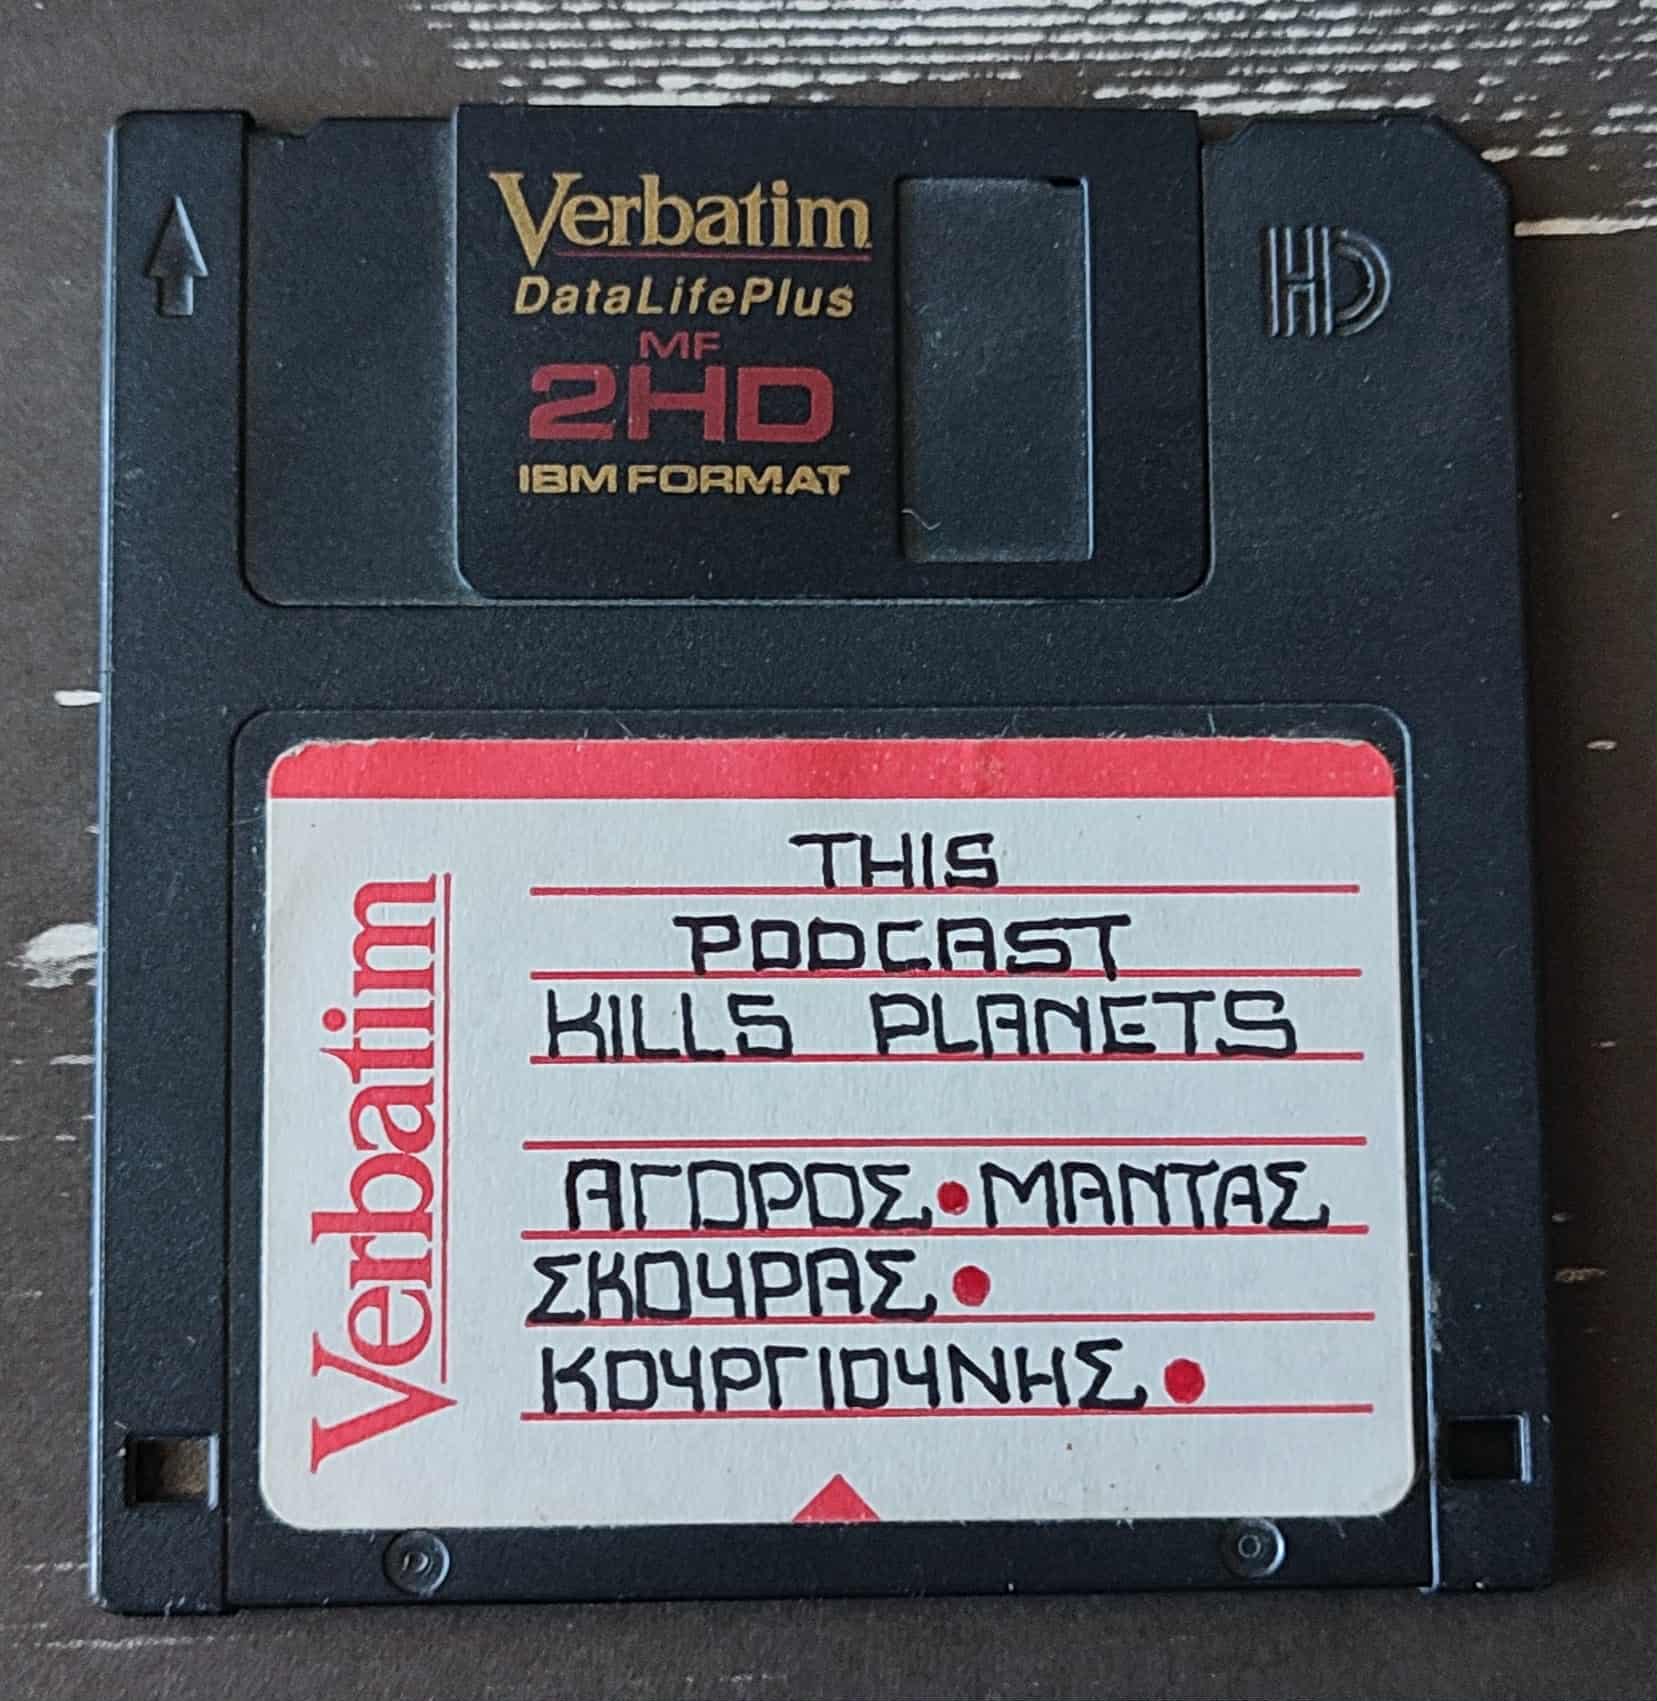 Verbatim
DataLifePlus
MF
2HD
IBM FORMAT
HD
Verbatim
THIS
PODCAST
KILLS PLANETS
ΑΓΟΡΟΣ • ΜΑΝΤΑΣ
ΣΚΟΥΡΑΣ •
ΚΟΥΡΓΙΟΥΝΗΣ •